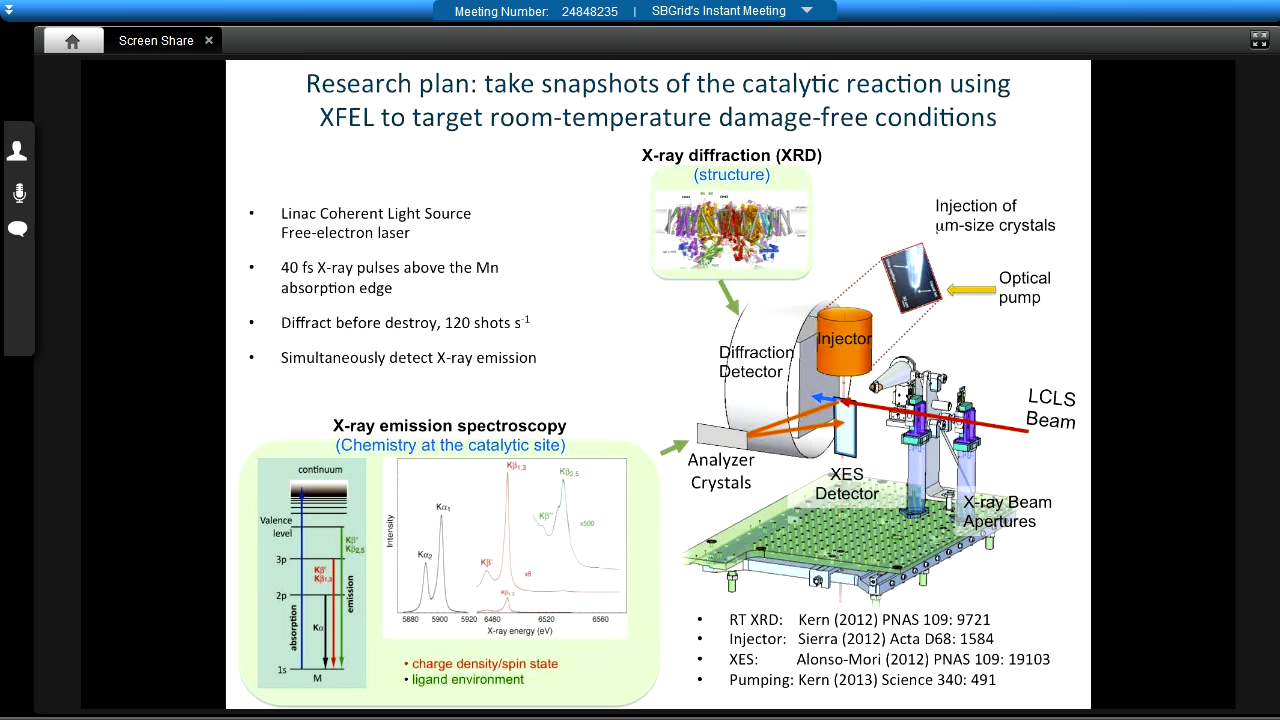 Meeting Number: 24848235 | SBGrid's Instant Meeting
Screen Share
Research plan: take snapshots of the catalytic reaction using
XFEL to target room-temperature damage-free conditions
X-ray diffraction (XRD)
(structure)
• Linac Coherent Light Source
Free-electron laser
• 40 fs X-ray pulses above the Mn
absorption edge
• Diffract before destroy, 120 shots s-1
• Simultaneously detect X-ray emission
Injection of
μm-size crystals
Optical
pump
Injector
Diffraction
Detector
LCLS
Beam
Analyzer
Crystals
XES
Detector
X-ray Beam
Apertures
X-ray emission spectroscopy
(Chemistry at the catalytic site)
continuum
Valence
level
Kβ''
Kβ2,5
3p
Kβ'
Kβ1,3
2p
Kα
absorption
emission
1s
M
Intensity
Kα2
Kα1
Kβ'
Kβ1,3
x8
Kβ1,3
Kβ''
Kβ2,5
x500
5880 5900 5920 6480 6520 6560
X-ray energy (eV)
• charge density/spin state
• ligand environment
• RT XRD: Kern (2012) PNAS 109: 9721
• Injector: Sierra (2012) Acta D68: 1584
• XES: Alonso-Mori (2012) PNAS 109: 19103
• Pumping: Kern (2013) Science 340: 491